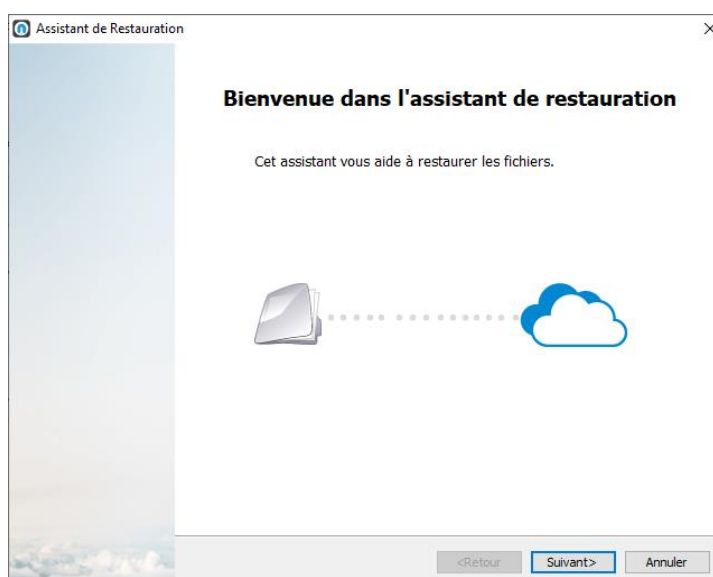 Assistant de Restauration
Bienvenue dans l'assistant de restauration
Cet assistant vous aide à restaurer les fichiers.
<Retour Suivant> Annuler